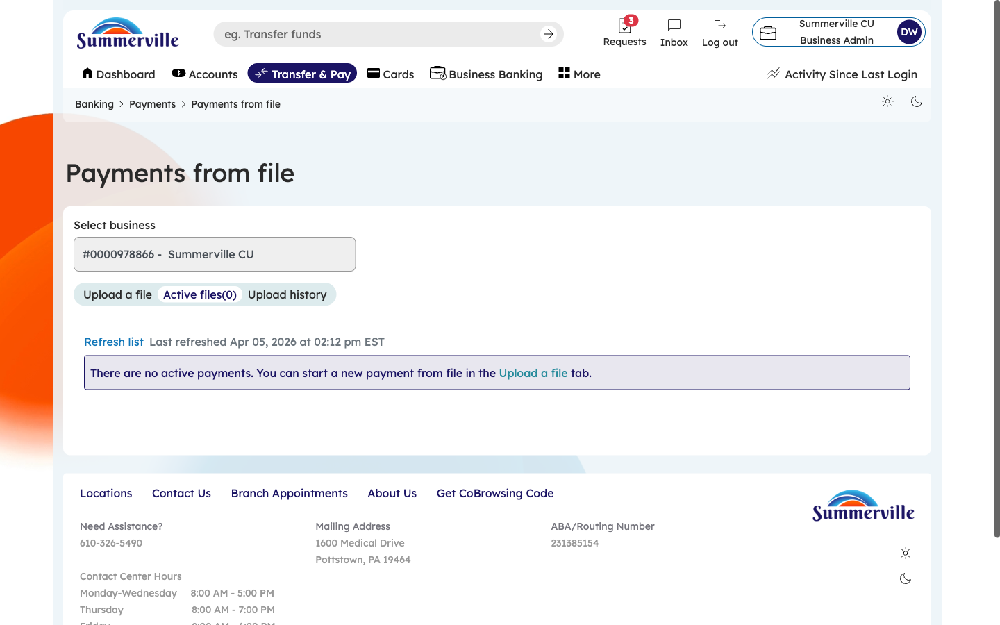 Summerville
eg. Transfer funds
3
Requests
Inbox
Log out
Summerville CU
Business Admin
DW
Dashboard
Accounts
Transfer & Pay
Cards
Business Banking
More
Activity Since Last Login
Banking > Payments > Payments from file
Payments from file
Select business
#0000978866 - Summerville CU
Upload a file Active files(0) Upload history
Refresh list Last refreshed Apr 05, 2026 at 02:12 pm EST
There are no active payments. You can start a new payment from file in the Upload a file tab.
Locations Contact Us Branch Appointments About Us Get CoBrowsing Code
Summerville
Need Assistance?
610-326-5490
Mailing Address
1600 Medical Drive
Pottstown, PA 19464
ABA/Routing Number
231385154
Contact Center Hours
Monday-Wednesday 8:00 AM - 5:00 PM
Thursday 8:00 AM - 7:00 PM